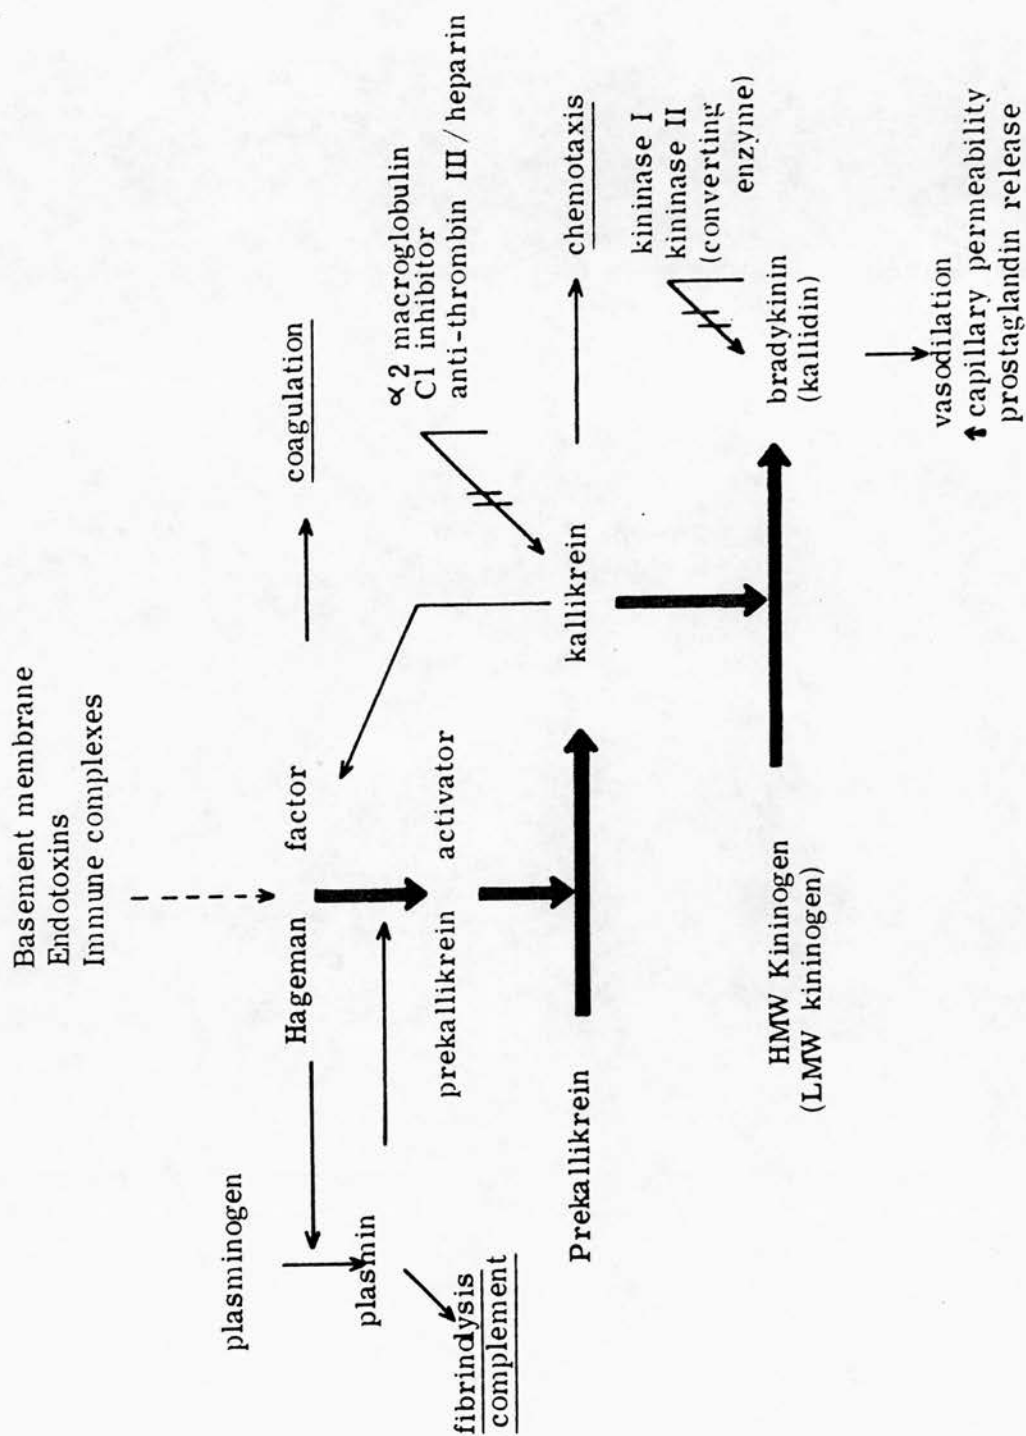 Basement membrane
Endotoxins
Immune complexes
plasminogen
Hageman factor
coagulation
plasmin
prekallikrein activator
∝2 macroglobulin
Cl inhibitor
anti-thrombin III/heparin
fibrinolysis
complement
Prekallikrein
kallikrein
chemotaxis
kininase I
kininase II
(converting
enzyme)
HMW Kininogen
(LMW kininogen)
bradykinin
(kallidin)
vasodilation
↑ capillary permeability
prostaglandin release